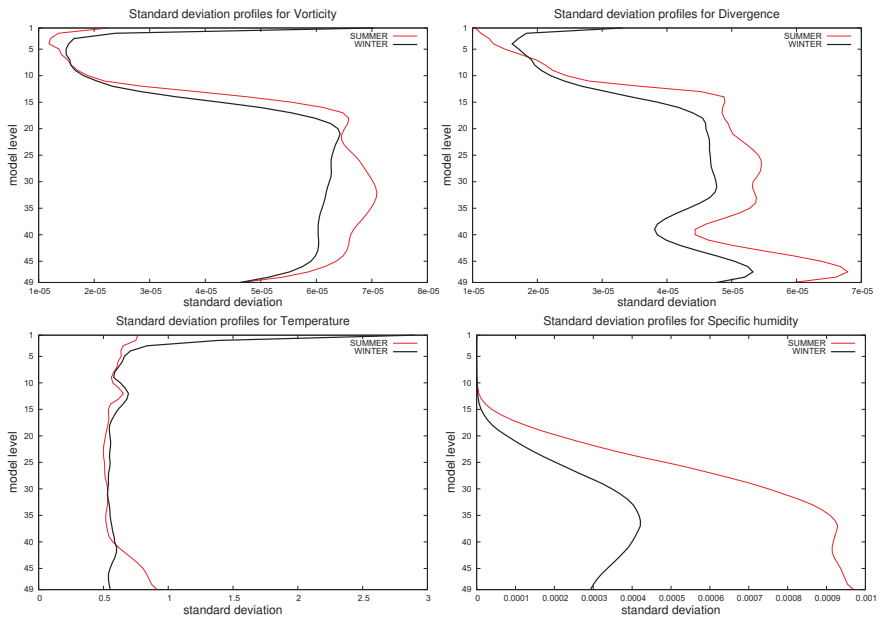 Standard deviation profiles for Vorticity
SUMMER
WINTER
model level
1
5
10
15
20
25
30
35
40
45
49
1e-05 2e-05 3e-05 4e-05 5e-05 6e-05 7e-05 8e-05
standard deviation
Standard deviation profiles for Divergence
SUMMER
WINTER
model level
1
5
10
15
20
25
30
35
40
45
49
1e-05 2e-05 3e-05 4e-05 5e-05 6e-05 7e-05
standard deviation
Standard deviation profiles for Temperature
SUMMER
WINTER
model level
1
5
10
15
20
25
30
35
40
45
49
0 0.5 1 1.5 2 2.5 3
standard deviation
Standard deviation profiles for Specific humidity
SUMMER
WINTER
model level
1
5
10
15
20
25
30
35
40
45
49
0 0.0001 0.0002 0.0003 0.0004 0.0005 0.0006 0.0007 0.0008 0.0009 0.001
standard deviation